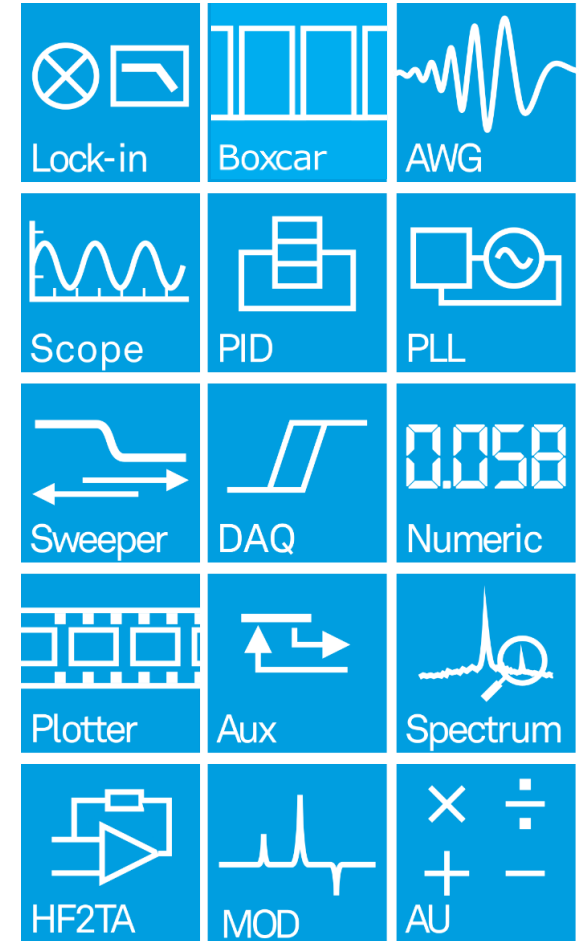 Lock-in
Boxcar
AWG
Scope
PID
PLL
Sweeper
DAQ
0.058
Numeric
Plotter
Aux
Spectrum
HF2TA
MOD
× ÷
+ −
AU